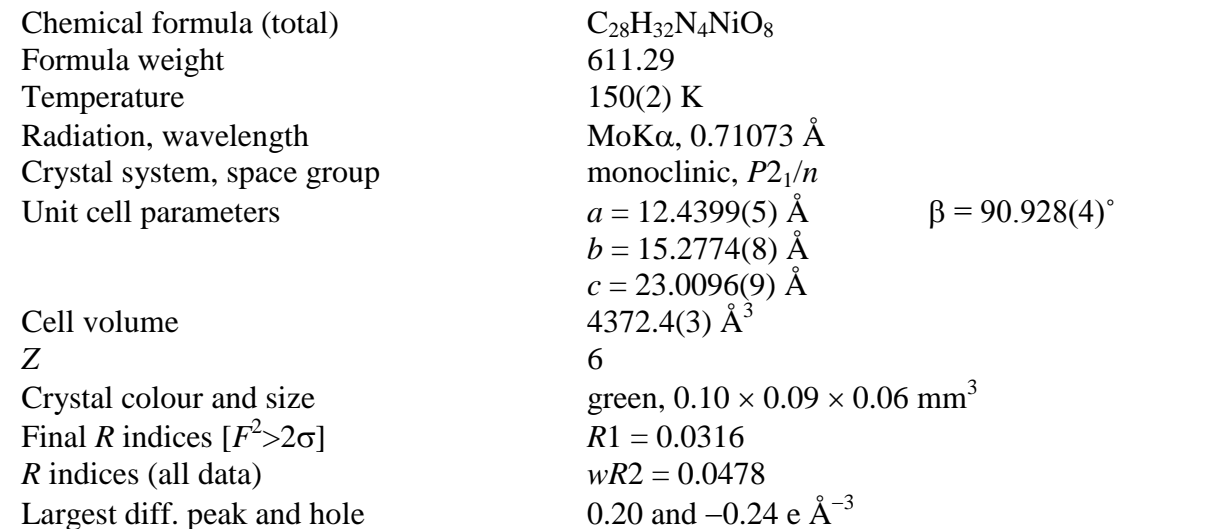 Chemical formula (total) C₂₈H₃₂N₄NiO₈
Formula weight 611.29
Temperature 150(2) K
Radiation, wavelength MoKα, 0.71073 Å
Crystal system, space group monoclinic, P2₁/n
Unit cell parameters a = 12.4399(5) Å β = 90.928(4)˚
b = 15.2774(8) Å
c = 23.0096(9) Å
Cell volume 4372.4(3) Å³
Z 6
Crystal colour and size green, 0.10 × 0.09 × 0.06 mm³
Final R indices [F²>2σ] R1 = 0.0316
R indices (all data) wR2 = 0.0478
Largest diff. peak and hole 0.20 and −0.24 e Å⁻³